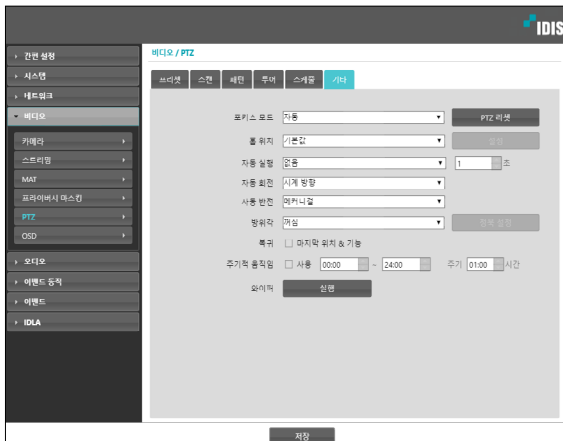 IDIS
비디오 / PTZ
간편 설정
시스템
네트워크
비디오
카메라
스트리밍
MAT
프라이버시 마스킹
PTZ
OSD
오디오
이벤트 동작
이벤트
IDLA
프리셋 스캔 패턴 투어 스케줄 기타
포커스 모드 자동 PTZ 리셋
홈 위치 기본값 설정
자동 실행 없음 1 초
자동 회전 시계 방향
사용 반전 메커니컬
방위각 꺼짐
복귀 마지막 위치 & 기능
주기적 움직임 사용 00:00 ~ 24:00 주기 01:00 시간
와이퍼 실행
저장